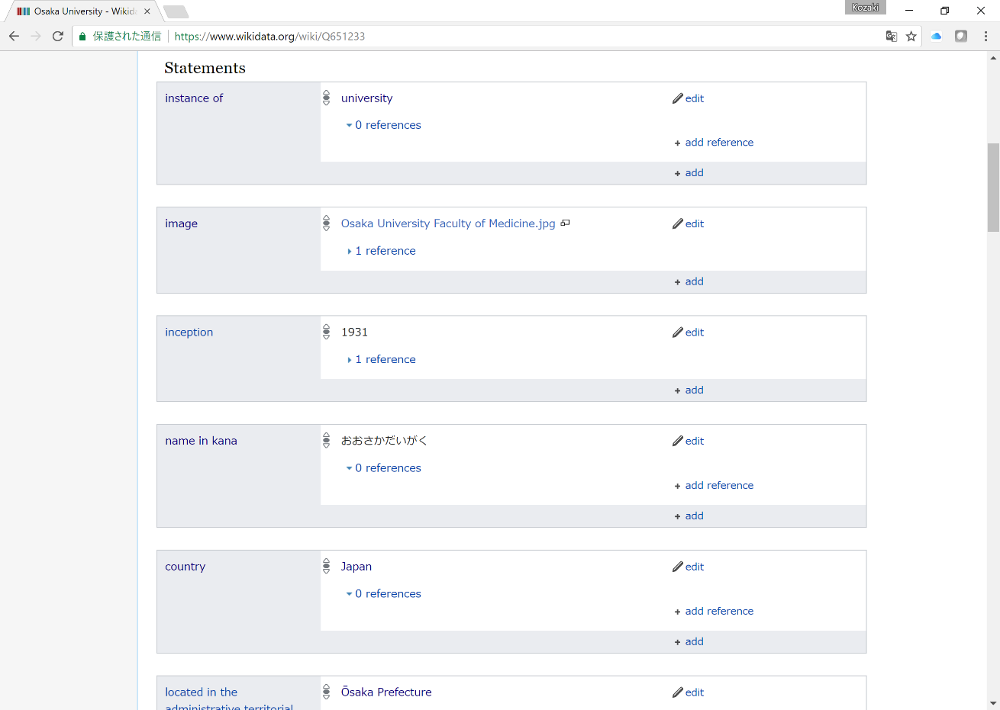 Osaka University - Wikid
Kozaki
保護された通信 https://www.wikidata.org/wiki/Q651233
Statements
instance of
university
edit
0 references
+ add reference
+ add
image
Osaka University Faculty of Medicine.jpg
edit
1 reference
+ add
inception
1931
edit
1 reference
+ add
name in kana
おおさかだいがく
edit
0 references
+ add reference
+ add
country
Japan
edit
0 references
+ add reference
+ add
located in the
administrative territorial
Ōsaka Prefecture
edit